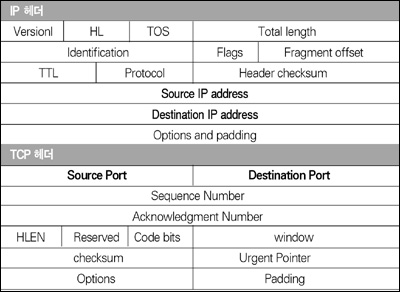 IP 헤더
Versionl HL TOS Total length
Identification Flags Fragment offset
TTL Protocol Header checksum
Source IP address
Destination IP address
Options and padding
TCP 헤더
Source Port Destination Port
Sequence Number
Acknowledgment Number
HLEN Reserved Code bits window
checksum Urgent Pointer
Options Padding